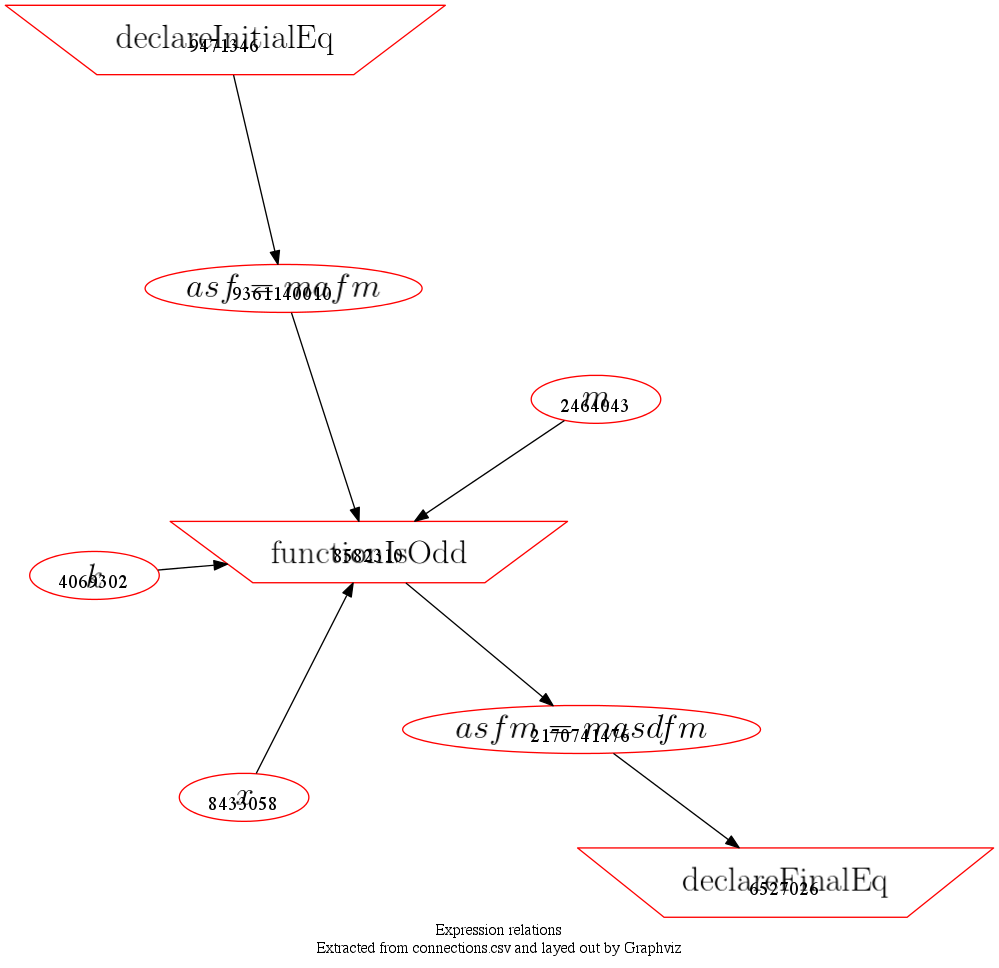 declareInitialEq
9471346
asf = mafm
9361140010
m
2464043
functionIsOdd
8582310
k
4069302
asfm = masdfm
2170741476
x
8433058
declareFinalEq
6527026
Expression relations
Extracted from connections.csv and layed out by Graphviz